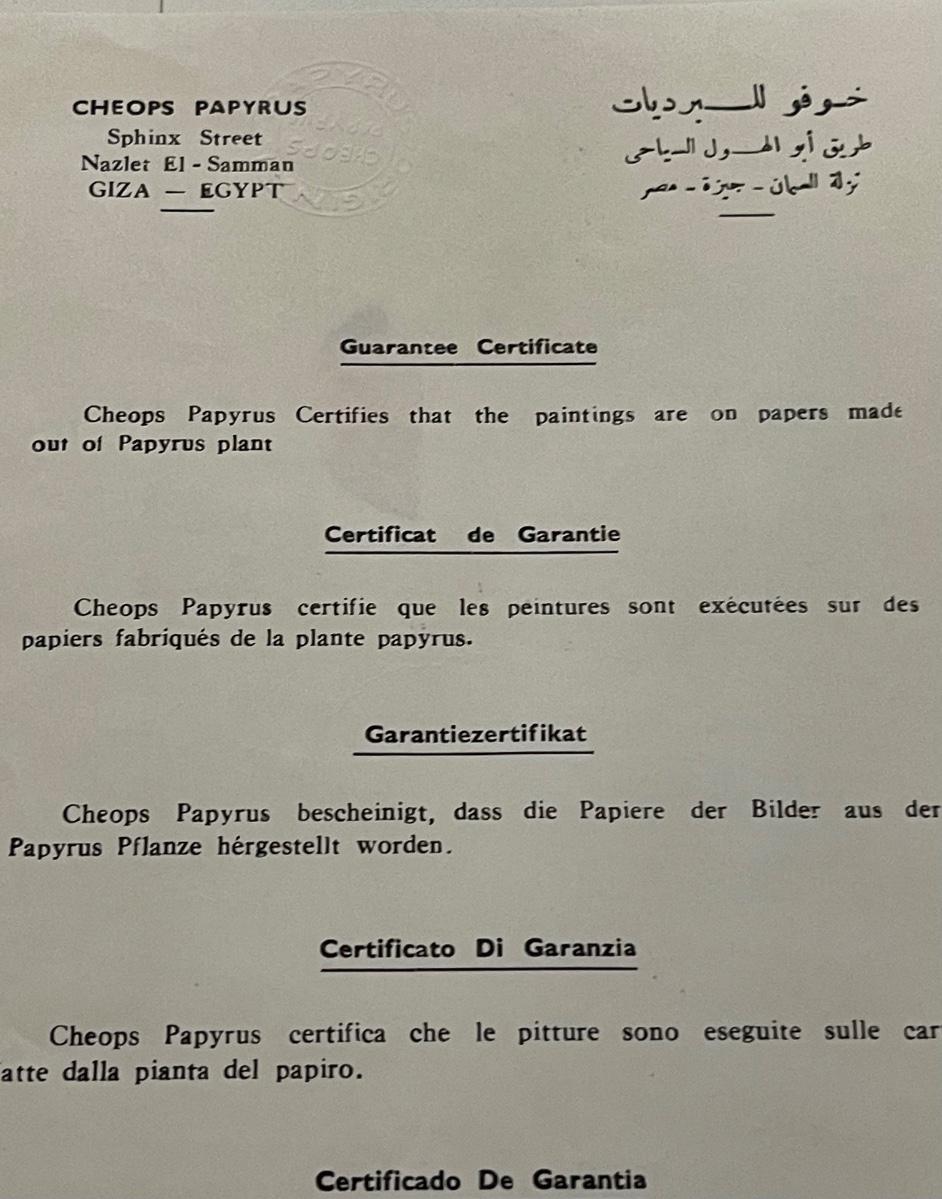 CHEOPS PAPYRUS
Sphinx Street
Nazlet El - Samman
GIZA — EGYPT
خوفو للبرديات
طريق أبو الهول السياحى
نزلة السمان - جيزة - مصر
CHEOPS
Guarantee Certificate
Cheops Papyrus Certifies that the paintings are on papers made
out of Papyrus plant
Certificat de Garantie
Cheops Papyrus certifie que les peintures sont exécutées sur des
papiers fabriqués de la plante papyrus.
Garantiezertifikat
Cheops Papyrus bescheinigt, dass die Papiere der Bilder aus der
Papyrus Pflanze hérgestellt worden.
Certificato Di Garanzia
Cheops Papyrus certifica che le pitture sono eseguite sulle car
atte dalla pianta del papiro.
Certificado De Garantia